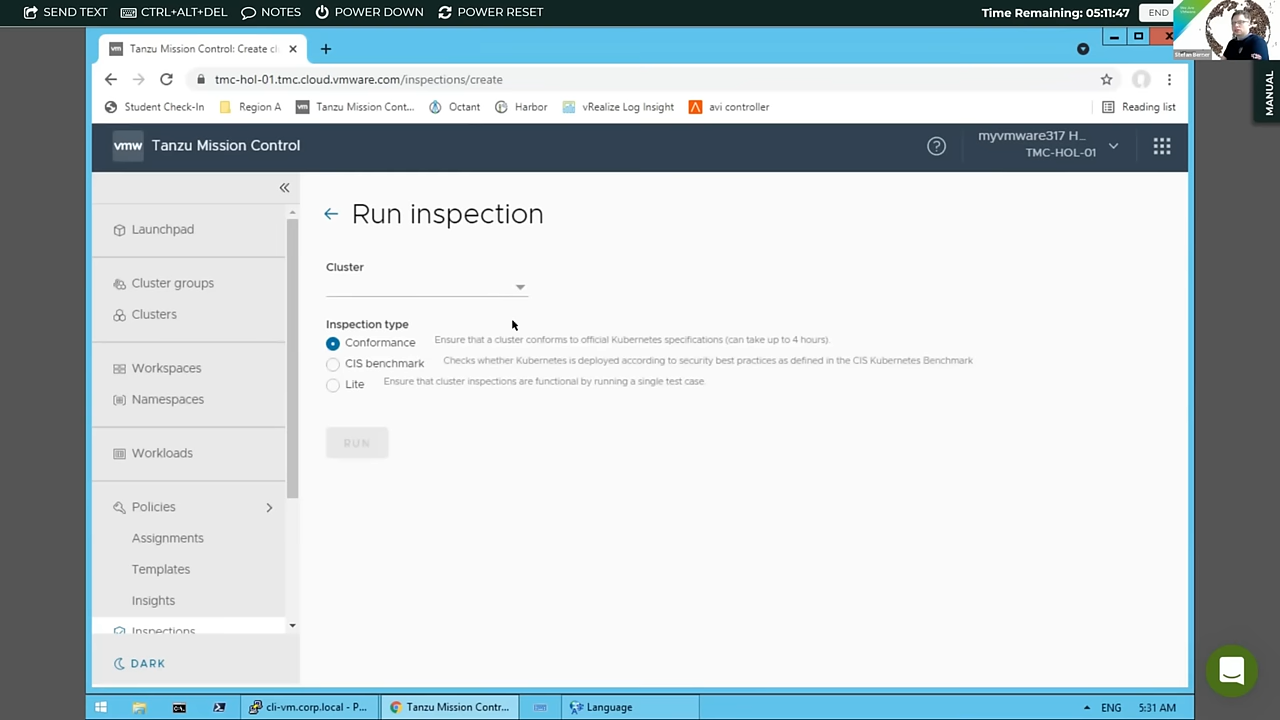 SEND TEXT CTRL+ALT+DEL NOTES POWER DOWN POWER RESET Time Remaining: 05:11:47 END
Stefan Berner
MANUAL
vm Tanzu Mission Control: Create cl
tmc-hol-01.tmc.cloud.vmware.com/inspections/create
Student Check-In Region A vm Tanzu Mission Cont... Octant Harbor vRealize Log Insight avi controller Reading list
vmw Tanzu Mission Control
myvmware317 H...
TMC-HOL-01
Launchpad
Cluster groups
Clusters
Workspaces
Namespaces
Workloads
Policies
Assignments
Templates
Insights
Inspections
DARK
Run inspection
Cluster
Inspection type
Conformance Ensure that a cluster conforms to official Kubernetes specifications (can take up to 4 hours).
CIS benchmark Checks whether Kubernetes is deployed according to security best practices as defined in the CIS Kubernetes Benchmark
Lite Ensure that cluster inspections are functional by running a single test case.
RUN
cli-vm.corp.local - P... Tanzu Mission Contr... Language ENG 5:31 AM